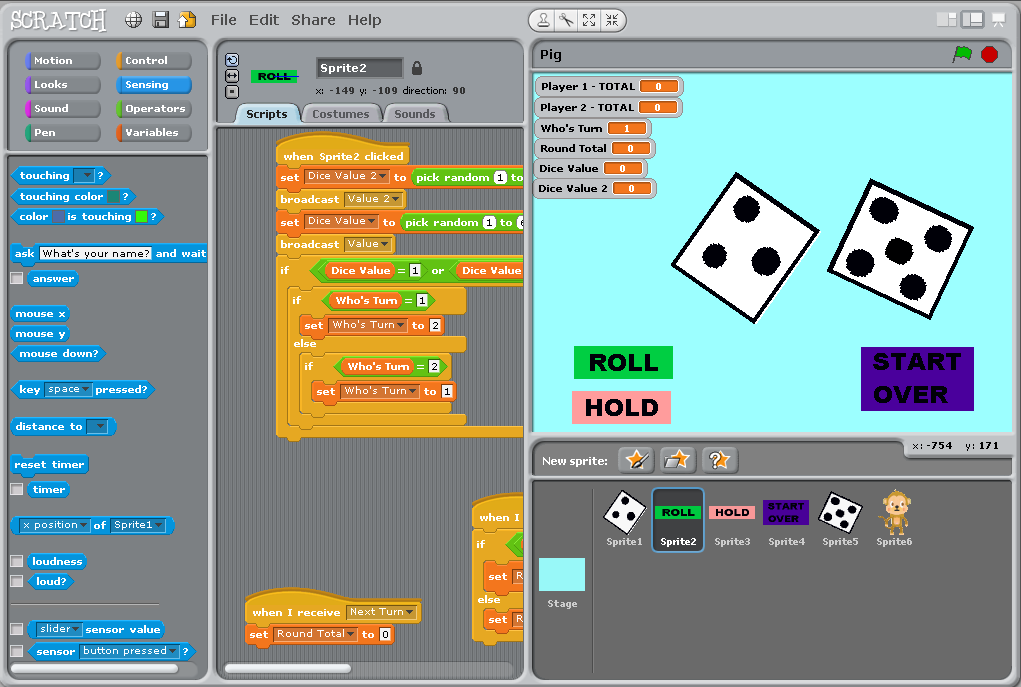 SCRATCH File Edit Share Help
Motion Control
Looks Sensing
Sound Operators
Pen Variables
touching ?
touching color ?
color is touching ?
ask What's your name? and wait
answer
mouse x
mouse y
mouse down?
key space pressed?
distance to
reset timer
timer
x position of Sprite1
loudness
loud?
slider sensor value
sensor button pressed ?
ROLL
Sprite2
x: -149 y: -109 direction: 90
Scripts Costumes Sounds
when Sprite2 clicked
set Dice Value 2 to pick random 1 to
broadcast Value 2
set Dice Value to pick random 1 to 6
broadcast Value
if Dice Value = 1 or Dice Value
if Who's Turn = 1
set Who's Turn to 2
else
if Who's Turn = 2
set Who's Turn to 1
when I
if
set R
else
set R
when I receive Next Turn
set Round Total to 0
Pig
Player 1 - TOTAL 0
Player 2 - TOTAL 0
Who's Turn 1
Round Total 0
Dice Value 0
Dice Value 2 0
ROLL
HOLD
START
OVER
x: -754 y: 171
New sprite:
ROLL HOLD START
OVER
Sprite1 Sprite2 Sprite3 Sprite4 Sprite5 Sprite6
Stage